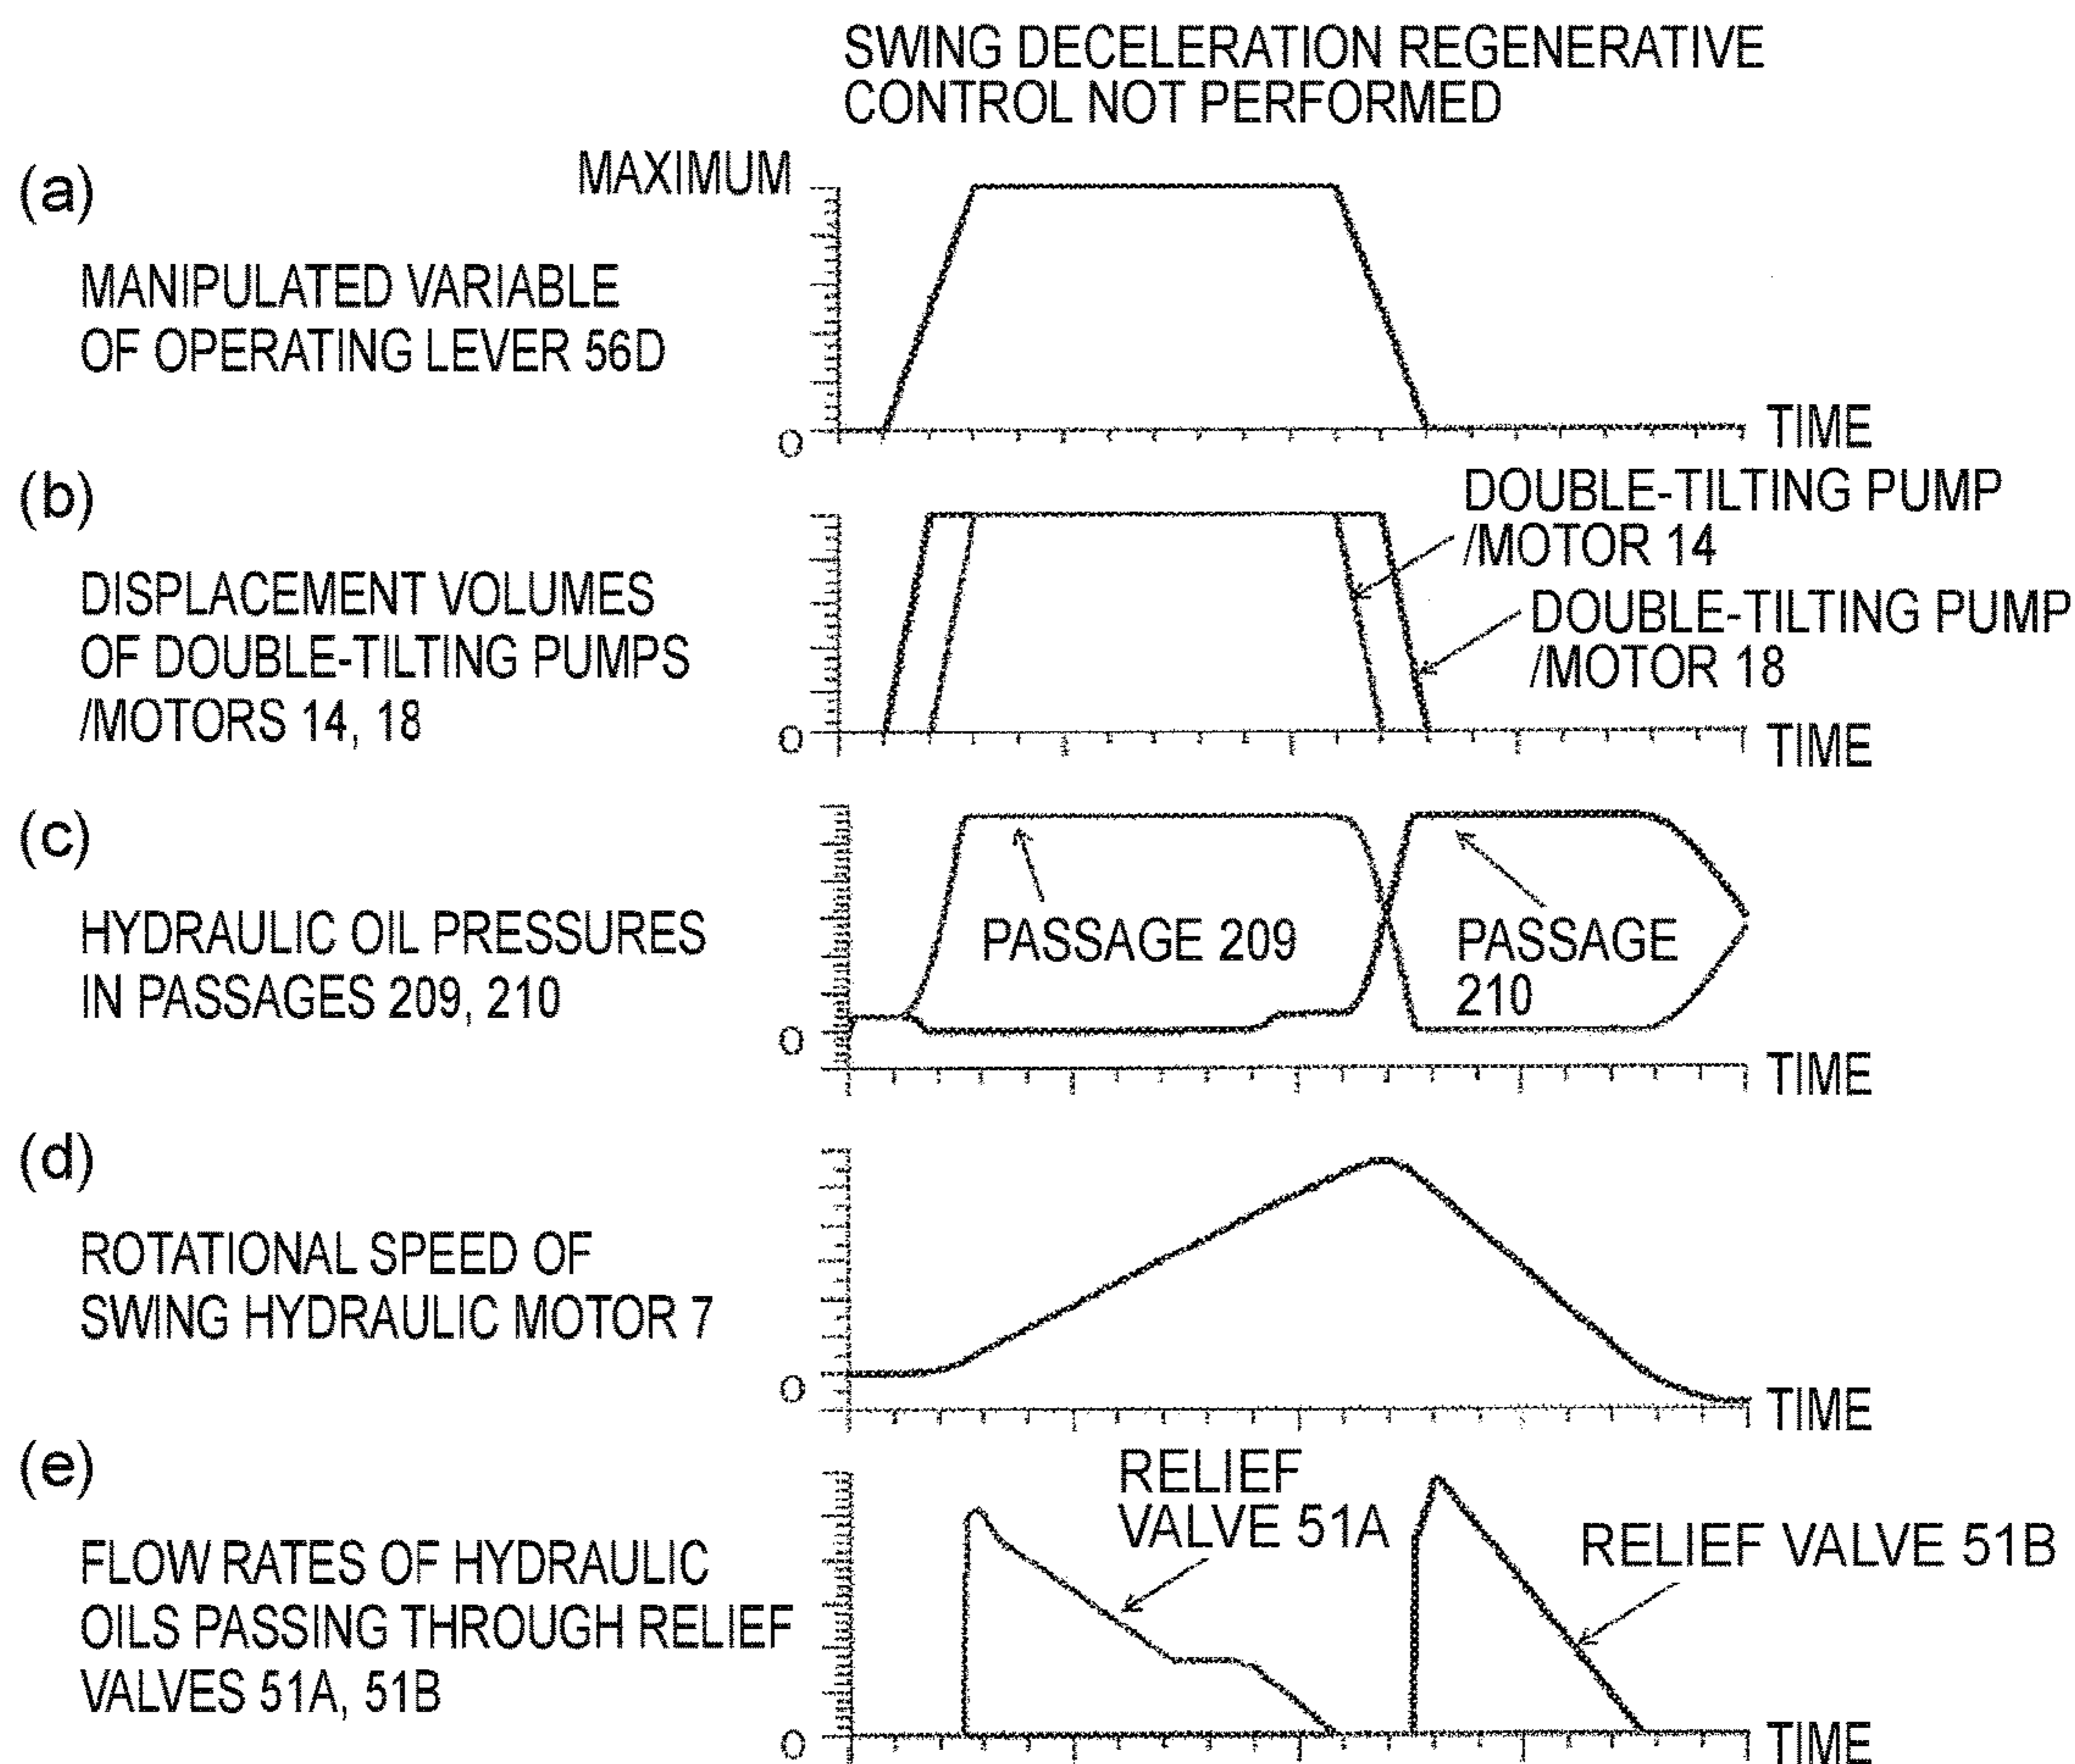 SWING DECELERATION REGENERATIVE
CONTROL NOT PERFORMED
(a)
MAXIMUM
MANIPULATED VARIABLE
OF OPERATING LEVER 56D
0
TIME
(b)
DOUBLE-TILTING PUMP
/MOTOR 14
DISPLACEMENT VOLUMES
OF DOUBLE-TILTING PUMPS
/MOTORS 14, 18
DOUBLE-TILTING PUMP
/MOTOR 18
0
TIME
(c)
HYDRAULIC OIL PRESSURES
IN PASSAGES 209, 210
PASSAGE 209
PASSAGE
210
0
TIME
(d)
ROTATIONAL SPEED OF
SWING HYDRAULIC MOTOR 7
0
TIME
(e)
RELIEF
VALVE 51A
RELIEF VALVE 51B
FLOW RATES OF HYDRAULIC
OILS PASSING THROUGH RELIEF
VALVES 51A, 51B
0
TIME